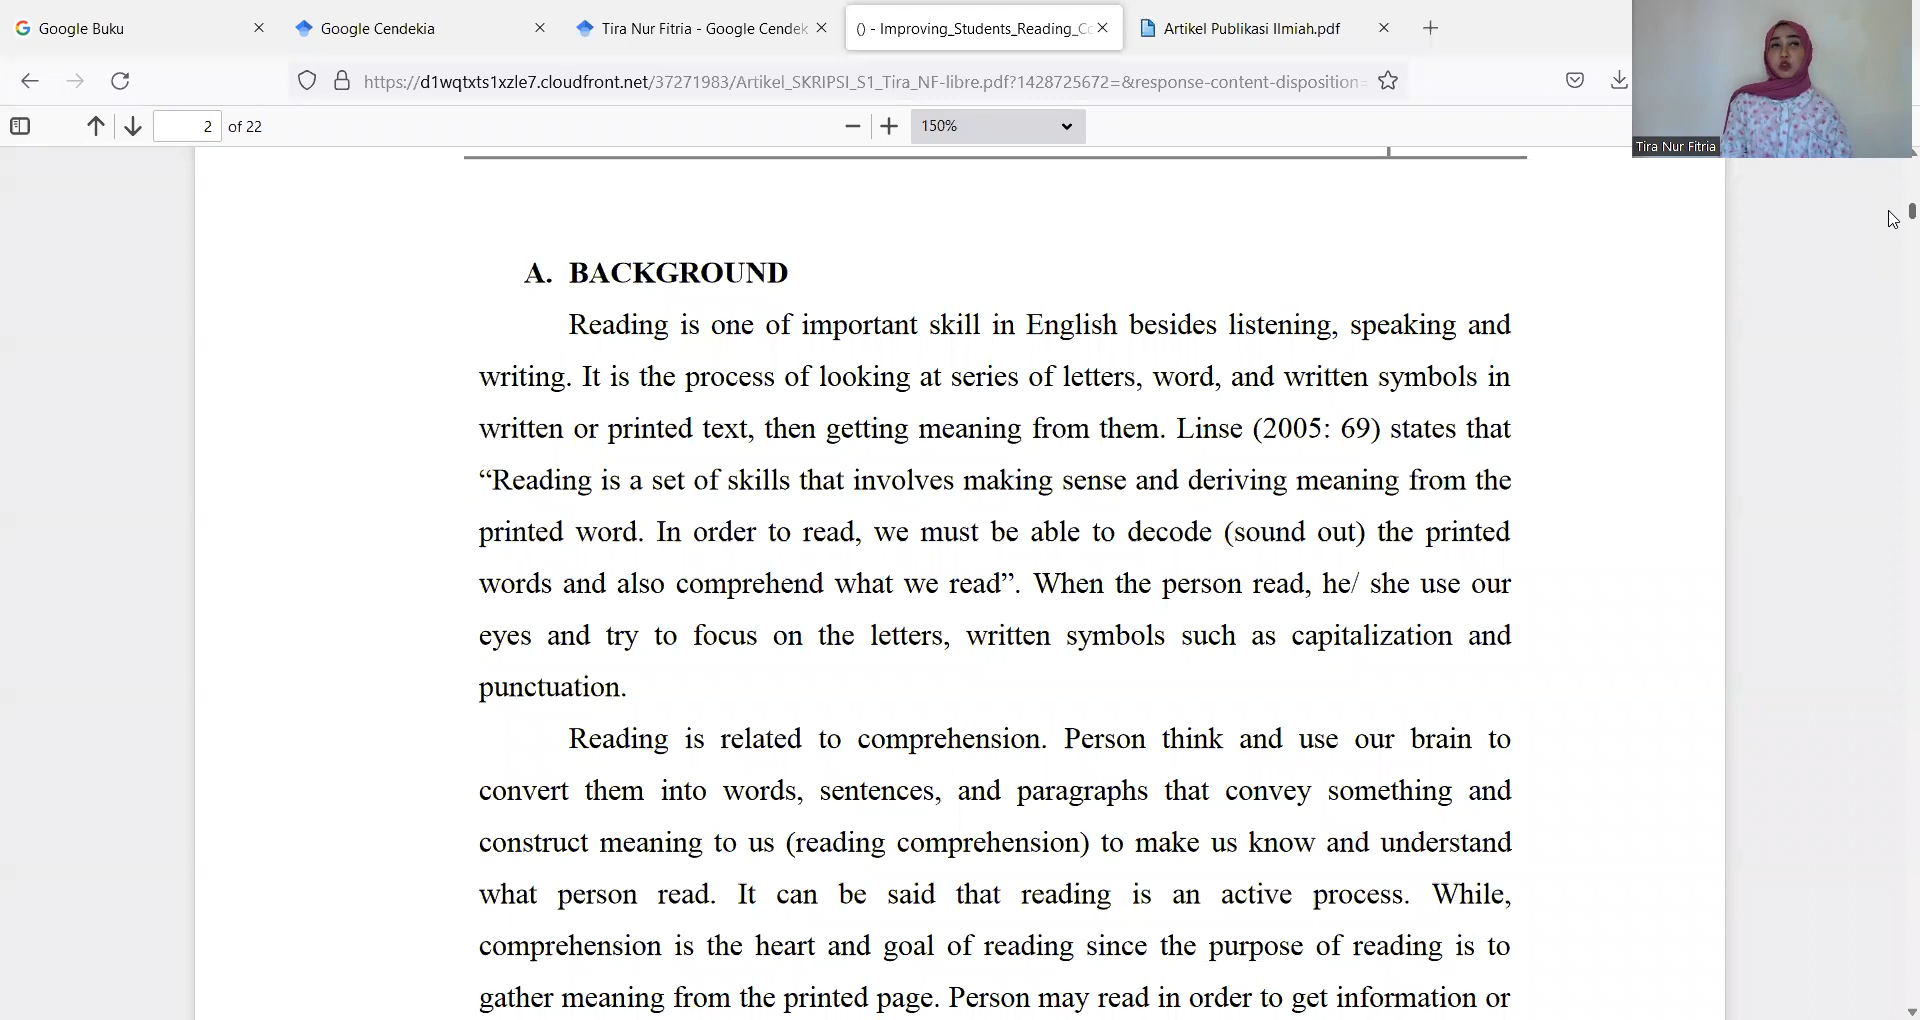 Google Buku
Google Cendekia
Tira Nur Fitria - Google Cendek
() - Improving_Students_Reading_Co
Artikel Publikasi Ilmiah.pdf
https://d1wqtxts1xzle7.cloudfront.net/37271983/Artikel_SKRIPSI_S1_Tira_NF-libre.pdf?1428725672=&response-content-disposition=
2 of 22
150%
Tira Nur Fitria
A. BACKGROUND
Reading is one of important skill in English besides listening, speaking and
writing. It is the process of looking at series of letters, word, and written symbols in
written or printed text, then getting meaning from them. Linse (2005: 69) states that
“Reading is a set of skills that involves making sense and deriving meaning from the
printed word. In order to read, we must be able to decode (sound out) the printed
words and also comprehend what we read”. When the person read, he/ she use our
eyes and try to focus on the letters, written symbols such as capitalization and
punctuation.
Reading is related to comprehension. Person think and use our brain to
convert them into words, sentences, and paragraphs that convey something and
construct meaning to us (reading comprehension) to make us know and understand
what person read. It can be said that reading is an active process. While,
comprehension is the heart and goal of reading since the purpose of reading is to
gather meaning from the printed page. Person may read in order to get information or